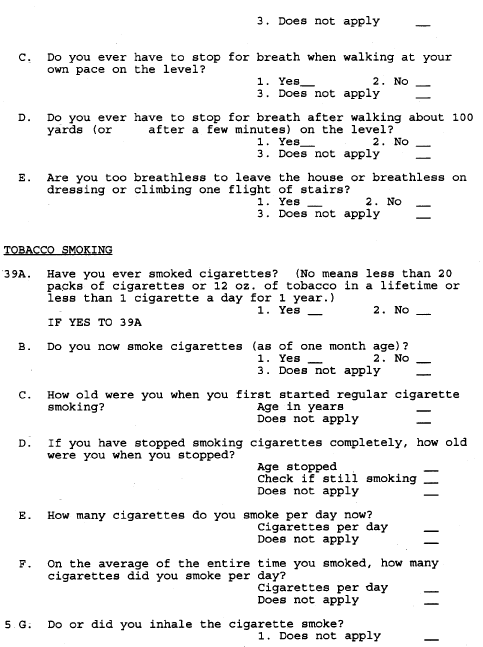 3. Does not apply __
C. Do you ever have to stop for breath when walking at your
own pace on the level?
1. Yes__ 2. No __
3. Does not apply __
D. Do you ever have to stop for breath after walking about 100
yards (or after a few minutes) on the level?
1. Yes__ 2. No __
3. Does not apply __
E. Are you too breathless to leave the house or breathless on
dressing or climbing one flight of stairs?
1. Yes __ 2. No __
3. Does not apply __
TOBACCO SMOKING
39A. Have you ever smoked cigarettes? (No means less than 20
packs of cigarettes or 12 oz. of tobacco in a lifetime or
less than 1 cigarette a day for 1 year.)
1. Yes __ 2. No __
IF YES TO 39A
B. Do you now smoke cigarettes (as of one month age)?
1. Yes __ 2. No __
3. Does not apply __
C. How old were you when you first started regular cigarette
smoking? Age in years __
Does not apply __
D. If you have stopped smoking cigarettes completely, how old
were you when you stopped?
Age stopped __
Check if still smoking __
Does not apply __
E. How many cigarettes do you smoke per day now?
Cigarettes per day __
Does not apply __
F. On the average of the entire time you smoked, how many
cigarettes did you smoke per day?
Cigarettes per day __
Does not apply __
5 G. Do or did you inhale the cigarette smoke?
1. Does not apply __